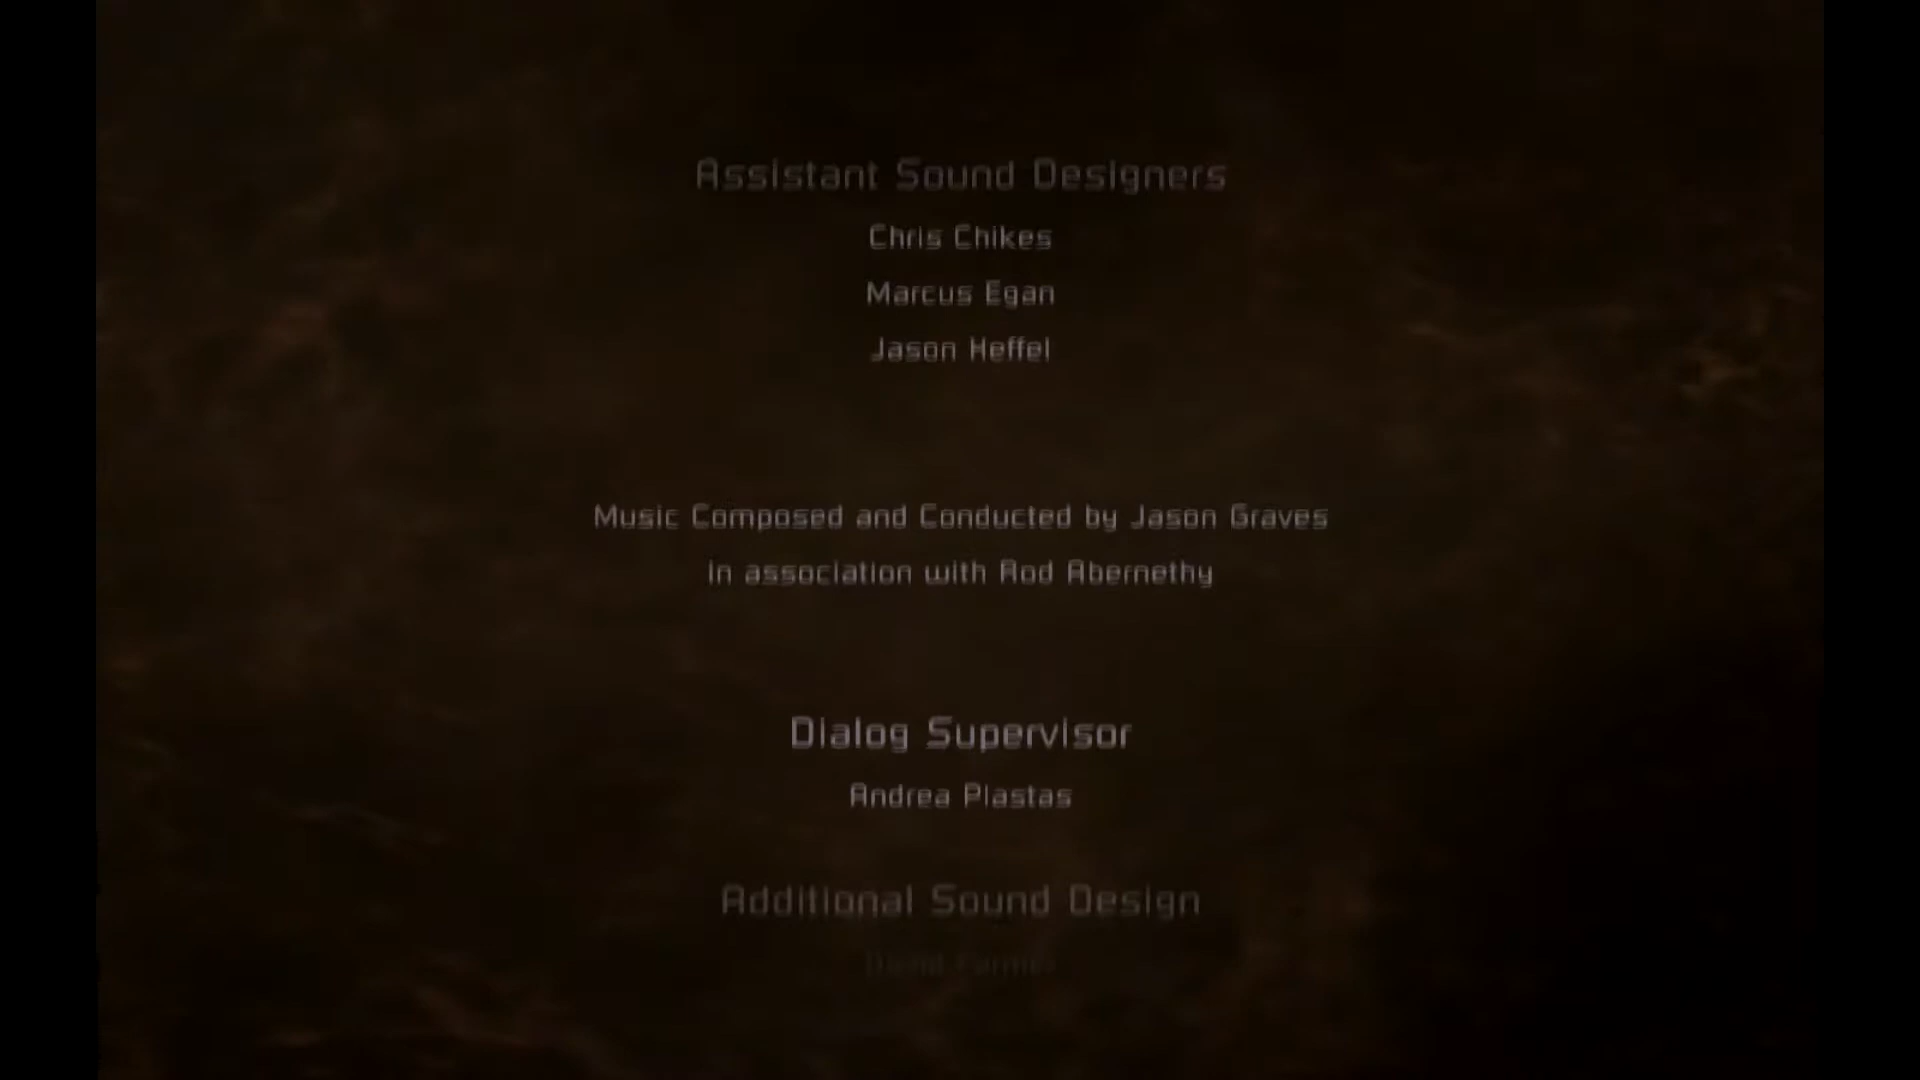 Assistant Sound Designers
Chris Chikes
Marcus Egan
Jason Heffel
Music Composed and Conducted by Jason Graves
in association with Rod Abernethy
Dialog Supervisor
Andrea Plastas
Additional Sound Design